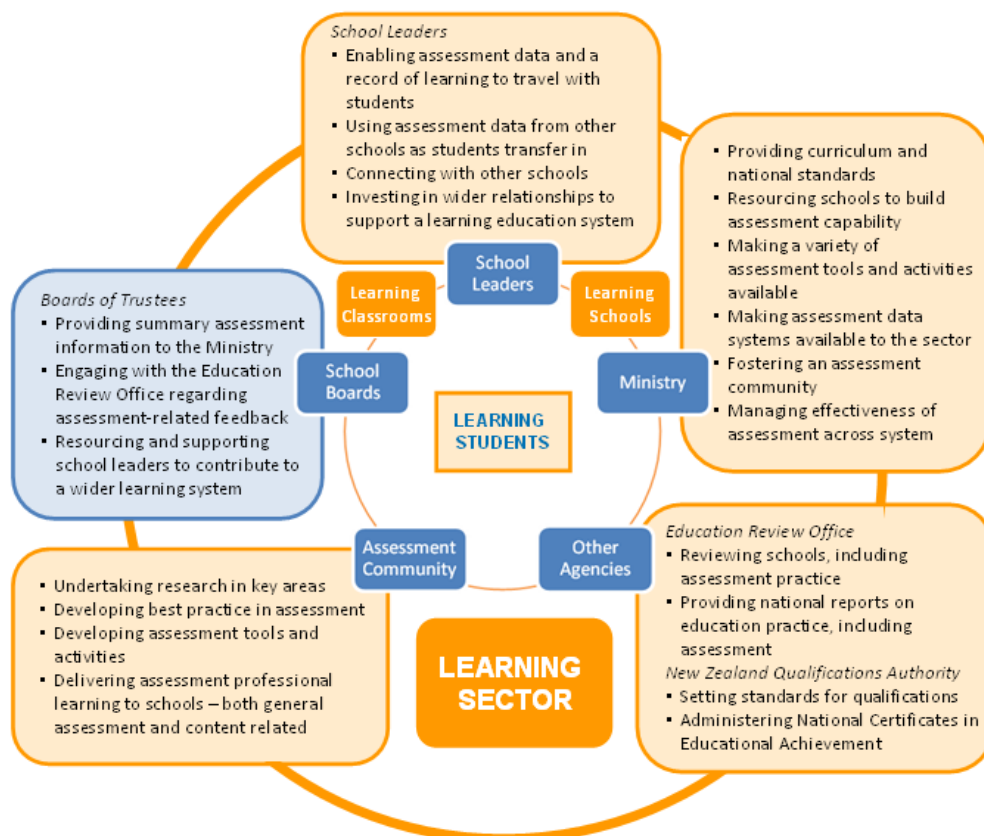 School Leaders
▪ Enabling assessment data and a
record of learning to travel with
students
▪ Using assessment data from other
schools as students transfer in
▪ Connecting with other schools
▪ Investing in wider relationships to
support a learning education system
▪ Providing curriculum and
national standards
▪ Resourcing schools to build
assessment capability
▪ Making a variety of
assessment tools and activities
available
▪ Making assessment data
systems available to the sector
▪ Fostering an assessment
community
▪ Managing effectiveness of
assessment across system
School
Leaders
Learning
Classrooms
Learning
Schools
Boards of Trustees
▪ Providing summary assessment
information to the Ministry
▪ Engaging with the Education
Review Office regarding
assessment-related feedback
▪ Resourcing and supporting
school leaders to contribute to
a wider learning system
School
Boards
Ministry
LEARNING
STUDENTS
Assessment
Community
Other
Agencies
Education Review Office
▪ Reviewing schools, including
assessment practice
▪ Providing national reports on
education practice, including
assessment
New Zealand Qualifications Authority
▪ Setting standards for qualifications
▪ Administering National Certificates in
Educational Achievement
▪ Undertaking research in key areas
▪ Developing best practice in assessment
▪ Developing assessment tools and
activities
▪ Delivering assessment professional
learning to schools – both general
assessment and content related
LEARNING
SECTOR